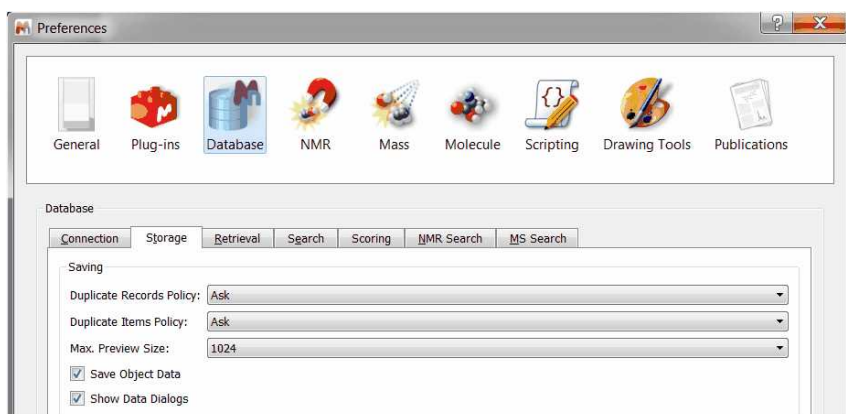 Preferences
General Plug-ins Database NMR Mass Molecule Scripting Drawing Tools Publications
Database
Connection Storage Retrieval Search Scoring NMR Search MS Search
Saving
Duplicate Records Policy: Ask
Duplicate Items Policy: Ask
Max. Preview Size: 1024
Save Object Data
Show Data Dialogs